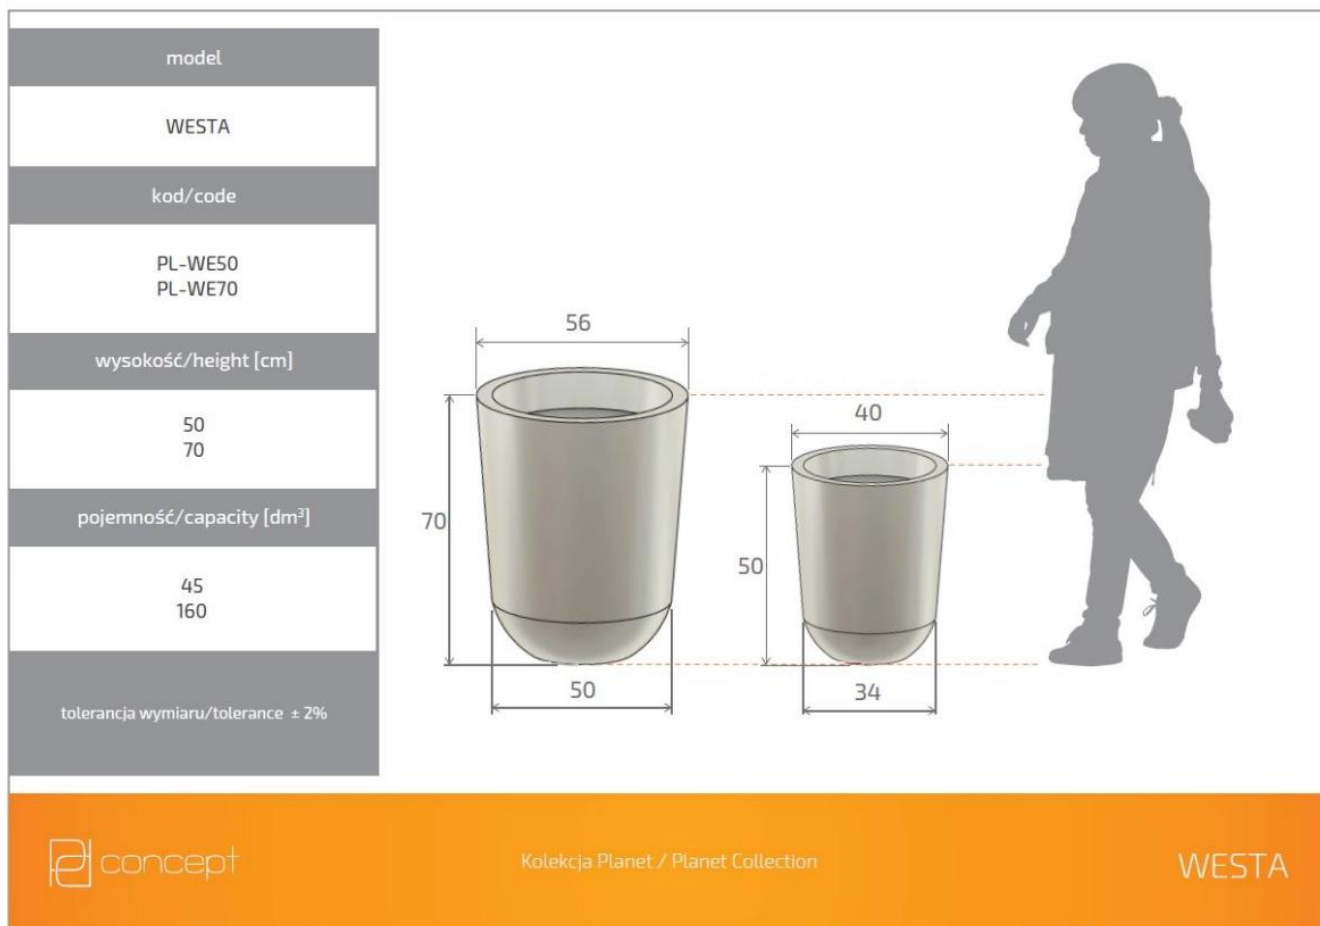 model
WESTA
kod/code
PL-WE50
PL-WE70
wysokość/height [cm]
50
70
pojemność/capacity [dm³]
45
160
tolerancja wymiaru/tolerance ± 2%
56
40
70
50
50
34
concept
Kolekcja Planet / Planet Collection
WESTA